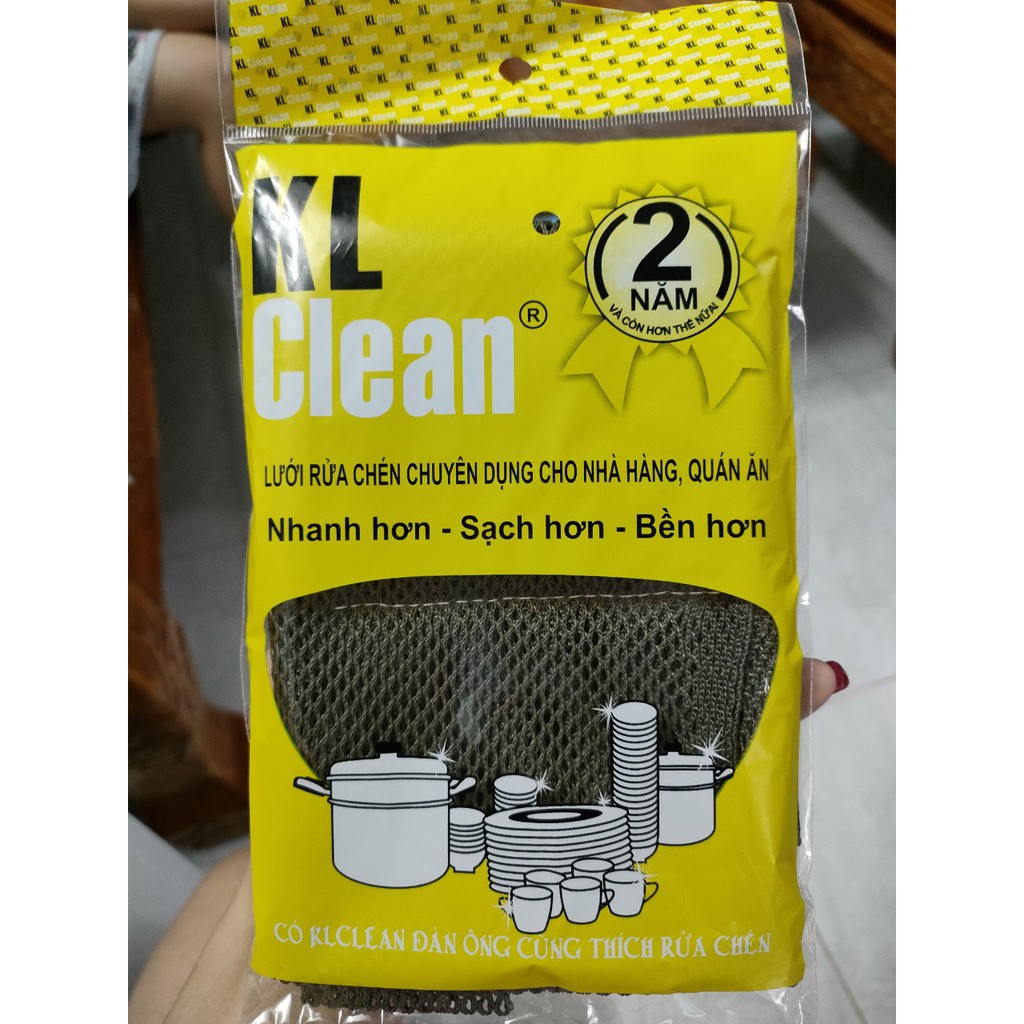 KL
Clean®
2
NĂM
VÀ CÒN HƠN THẾ NỮA!
LƯỚI RỬA CHÉN CHUYÊN DỤNG CHO NHÀ HÀNG, QUÁN ĂN
Nhanh hơn - Sạch hơn - Bền hơn
CÓ KLCLEAN ĐÀN ÔNG CŨNG THÍCH RỬA CHÉN